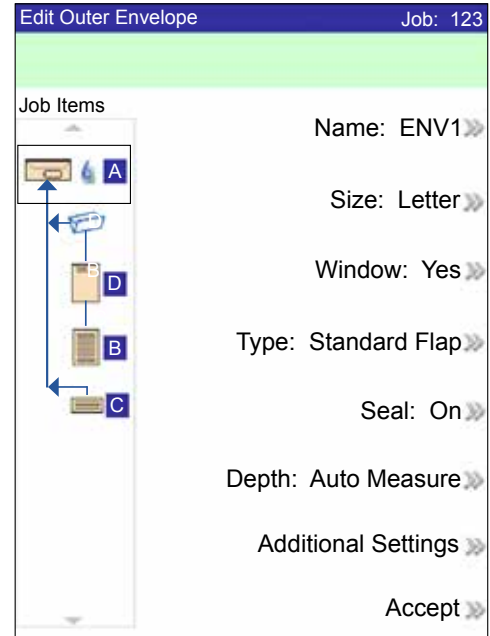 Edit Outer Envelope Job: 123
Job Items
Name: ENV1
A
Size: Letter
B
Window: Yes
D
Type: Standard Flap
B
Seal: On
C
Depth: Auto Measure
Additional Settings
Accept